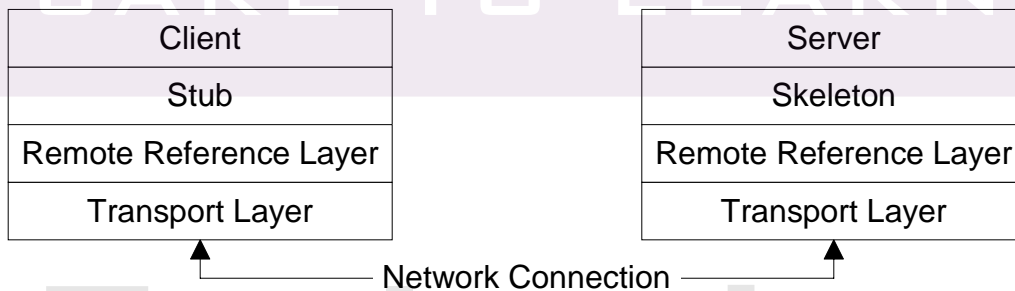 Client
Stub
Remote Reference Layer
Transport Layer
Server
Skeleton
Remote Reference Layer
Transport Layer
Network Connection